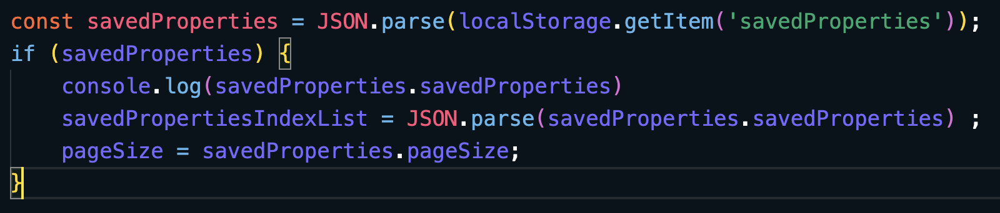 const savedProperties = JSON.parse(localStorage.getItem('savedProperties'));
if (savedProperties) {
    console.log(savedProperties.savedProperties)
    savedPropertiesIndexList = JSON.parse(savedProperties.savedProperties) ;
    pageSize = savedProperties.pageSize;
}